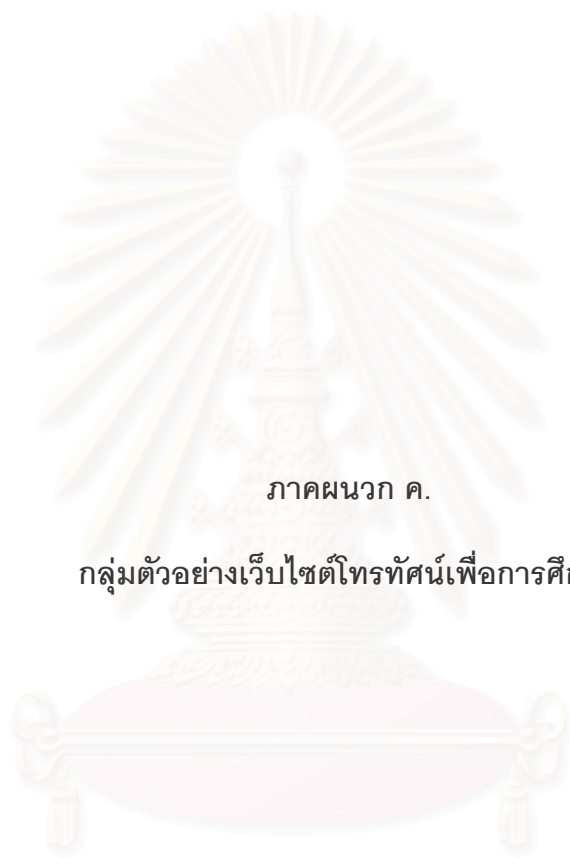 ภาคผนวก ค.
กลุ่มตัวอย่างเว็บไซต์โทรทัศน์เพื่อการศึ